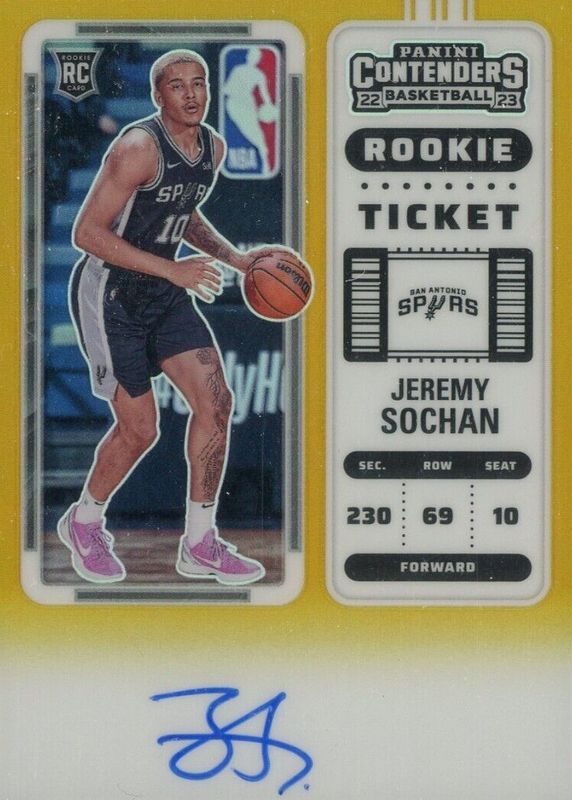 ROOKIE
RC
CARD
NBA
SPURS
10
Wilson
PANINI
CONTENDERS
22 BASKETBALL 23
ROOKIE
TICKET
SAN ANTONIO
SPURS
JEREMY
SOCHAN
SEC. ROW SEAT
230 69 10
FORWARD